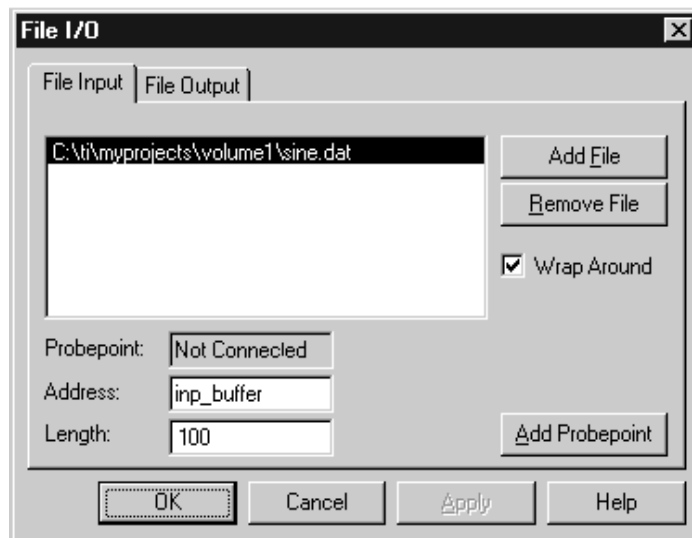 File I/O
File Input File Output
C:\ti\myprojects\volume1\sine.dat
Add File
Remove File
Wrap Around
Probepoint: Not Connected
Address: inp_buffer
Length: 100
Add Probepoint
OK Cancel Apply Help